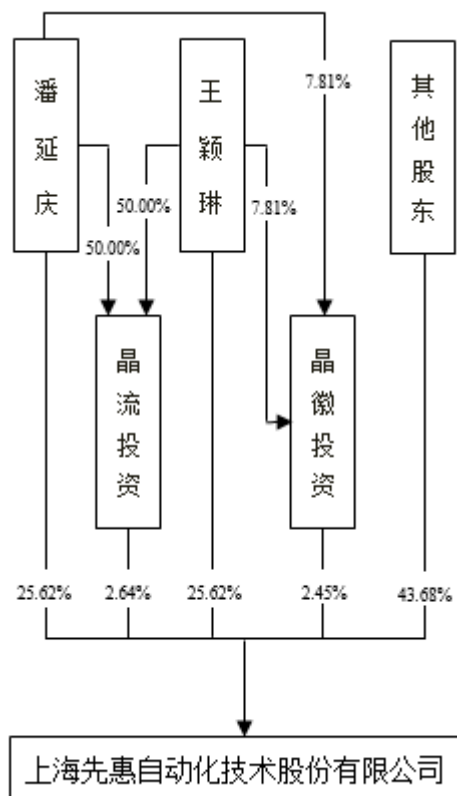 潘延庆
王颖琳
其他股东
7.81%
50.00%
7.81%
50.00%
晶流投资
晶徽投资
25.62%
2.64%
25.62%
2.45%
43.68%
上海先惠自动化技术股份有限公司